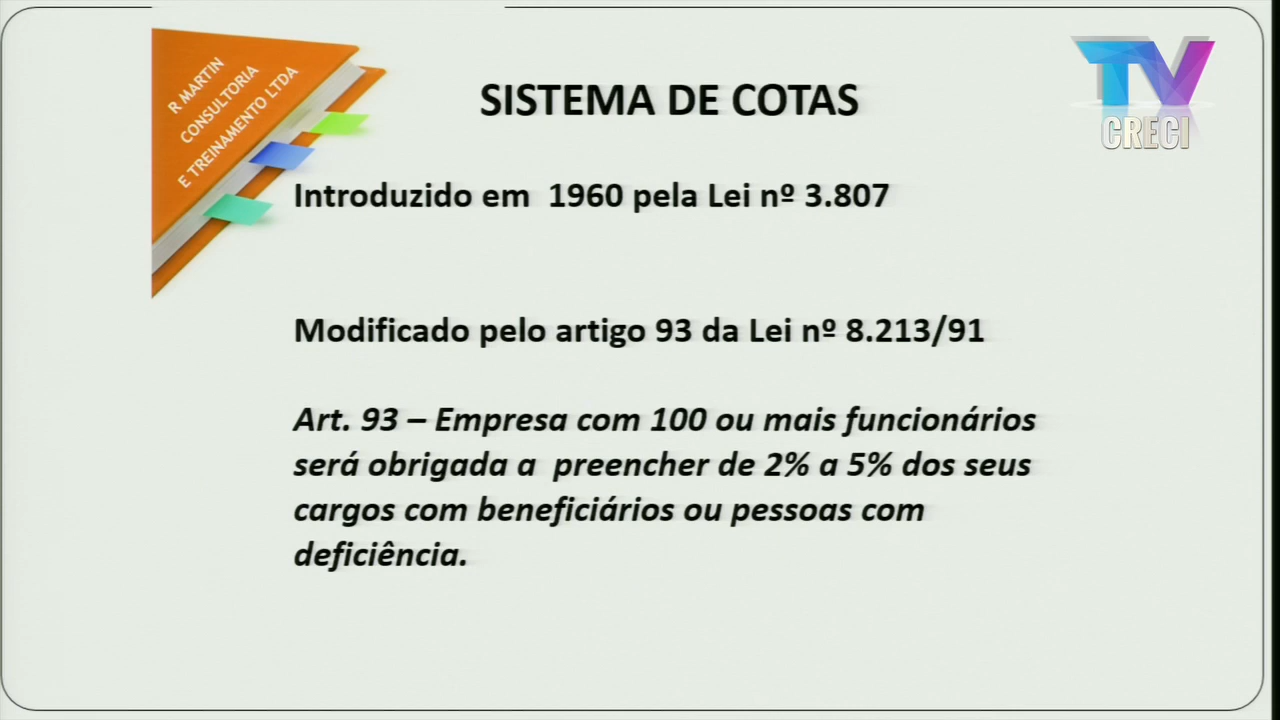 R MARTIN
CONSULTORIA
E TREINAMENTO LTDA
TV
CRECI
SISTEMA DE COTAS
Introduzido em 1960 pela Lei nº 3.807
Modificado pelo artigo 93 da Lei nº 8.213/91
Art. 93 – Empresa com 100 ou mais funcionários
será obrigada a preencher de 2% a 5% dos seus
cargos com beneficiários ou pessoas com
deficiência.